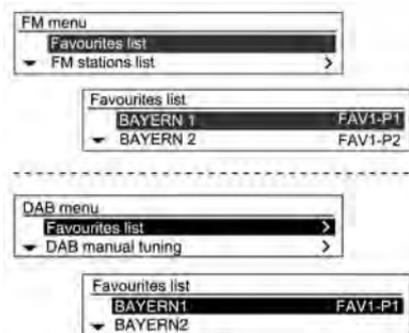 FM menu
Favourites list
FM stations list >
Favourites list
BAYERN 1 FAV1-P1
BAYERN 2 FAV1-P2
DAB menu
Favourites list >
DAB manual tuning >
Favourites list
BAYERN1 FAV1-P1
BAYERN2